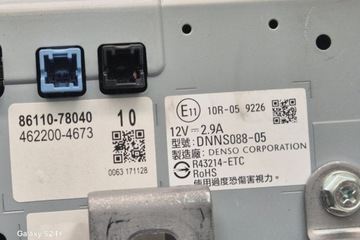 86110-78040 10
462200-4673
0063 171128
E11 10R-05 9226
12V⎓2.9A
型號: DNNS088-05
製造廠: DENSO CORPORATION
R43214-ETC
RoHS
使用過度恐傷害視力。
Galaxy S24+